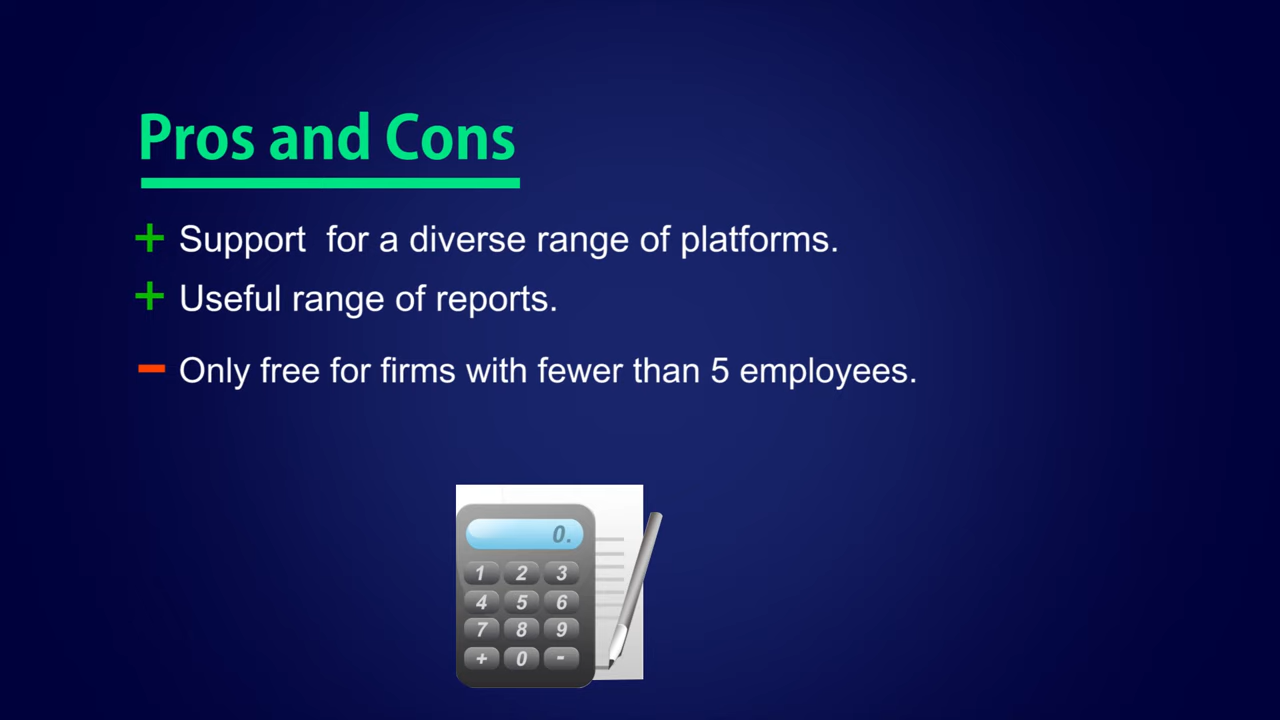 Pros and Cons
+ Support  for a diverse range of platforms.
+ Useful range of reports.
- Only free for firms with fewer than 5 employees.
0.
1 2 3
4 5 6
7 8 9
+ 0 -